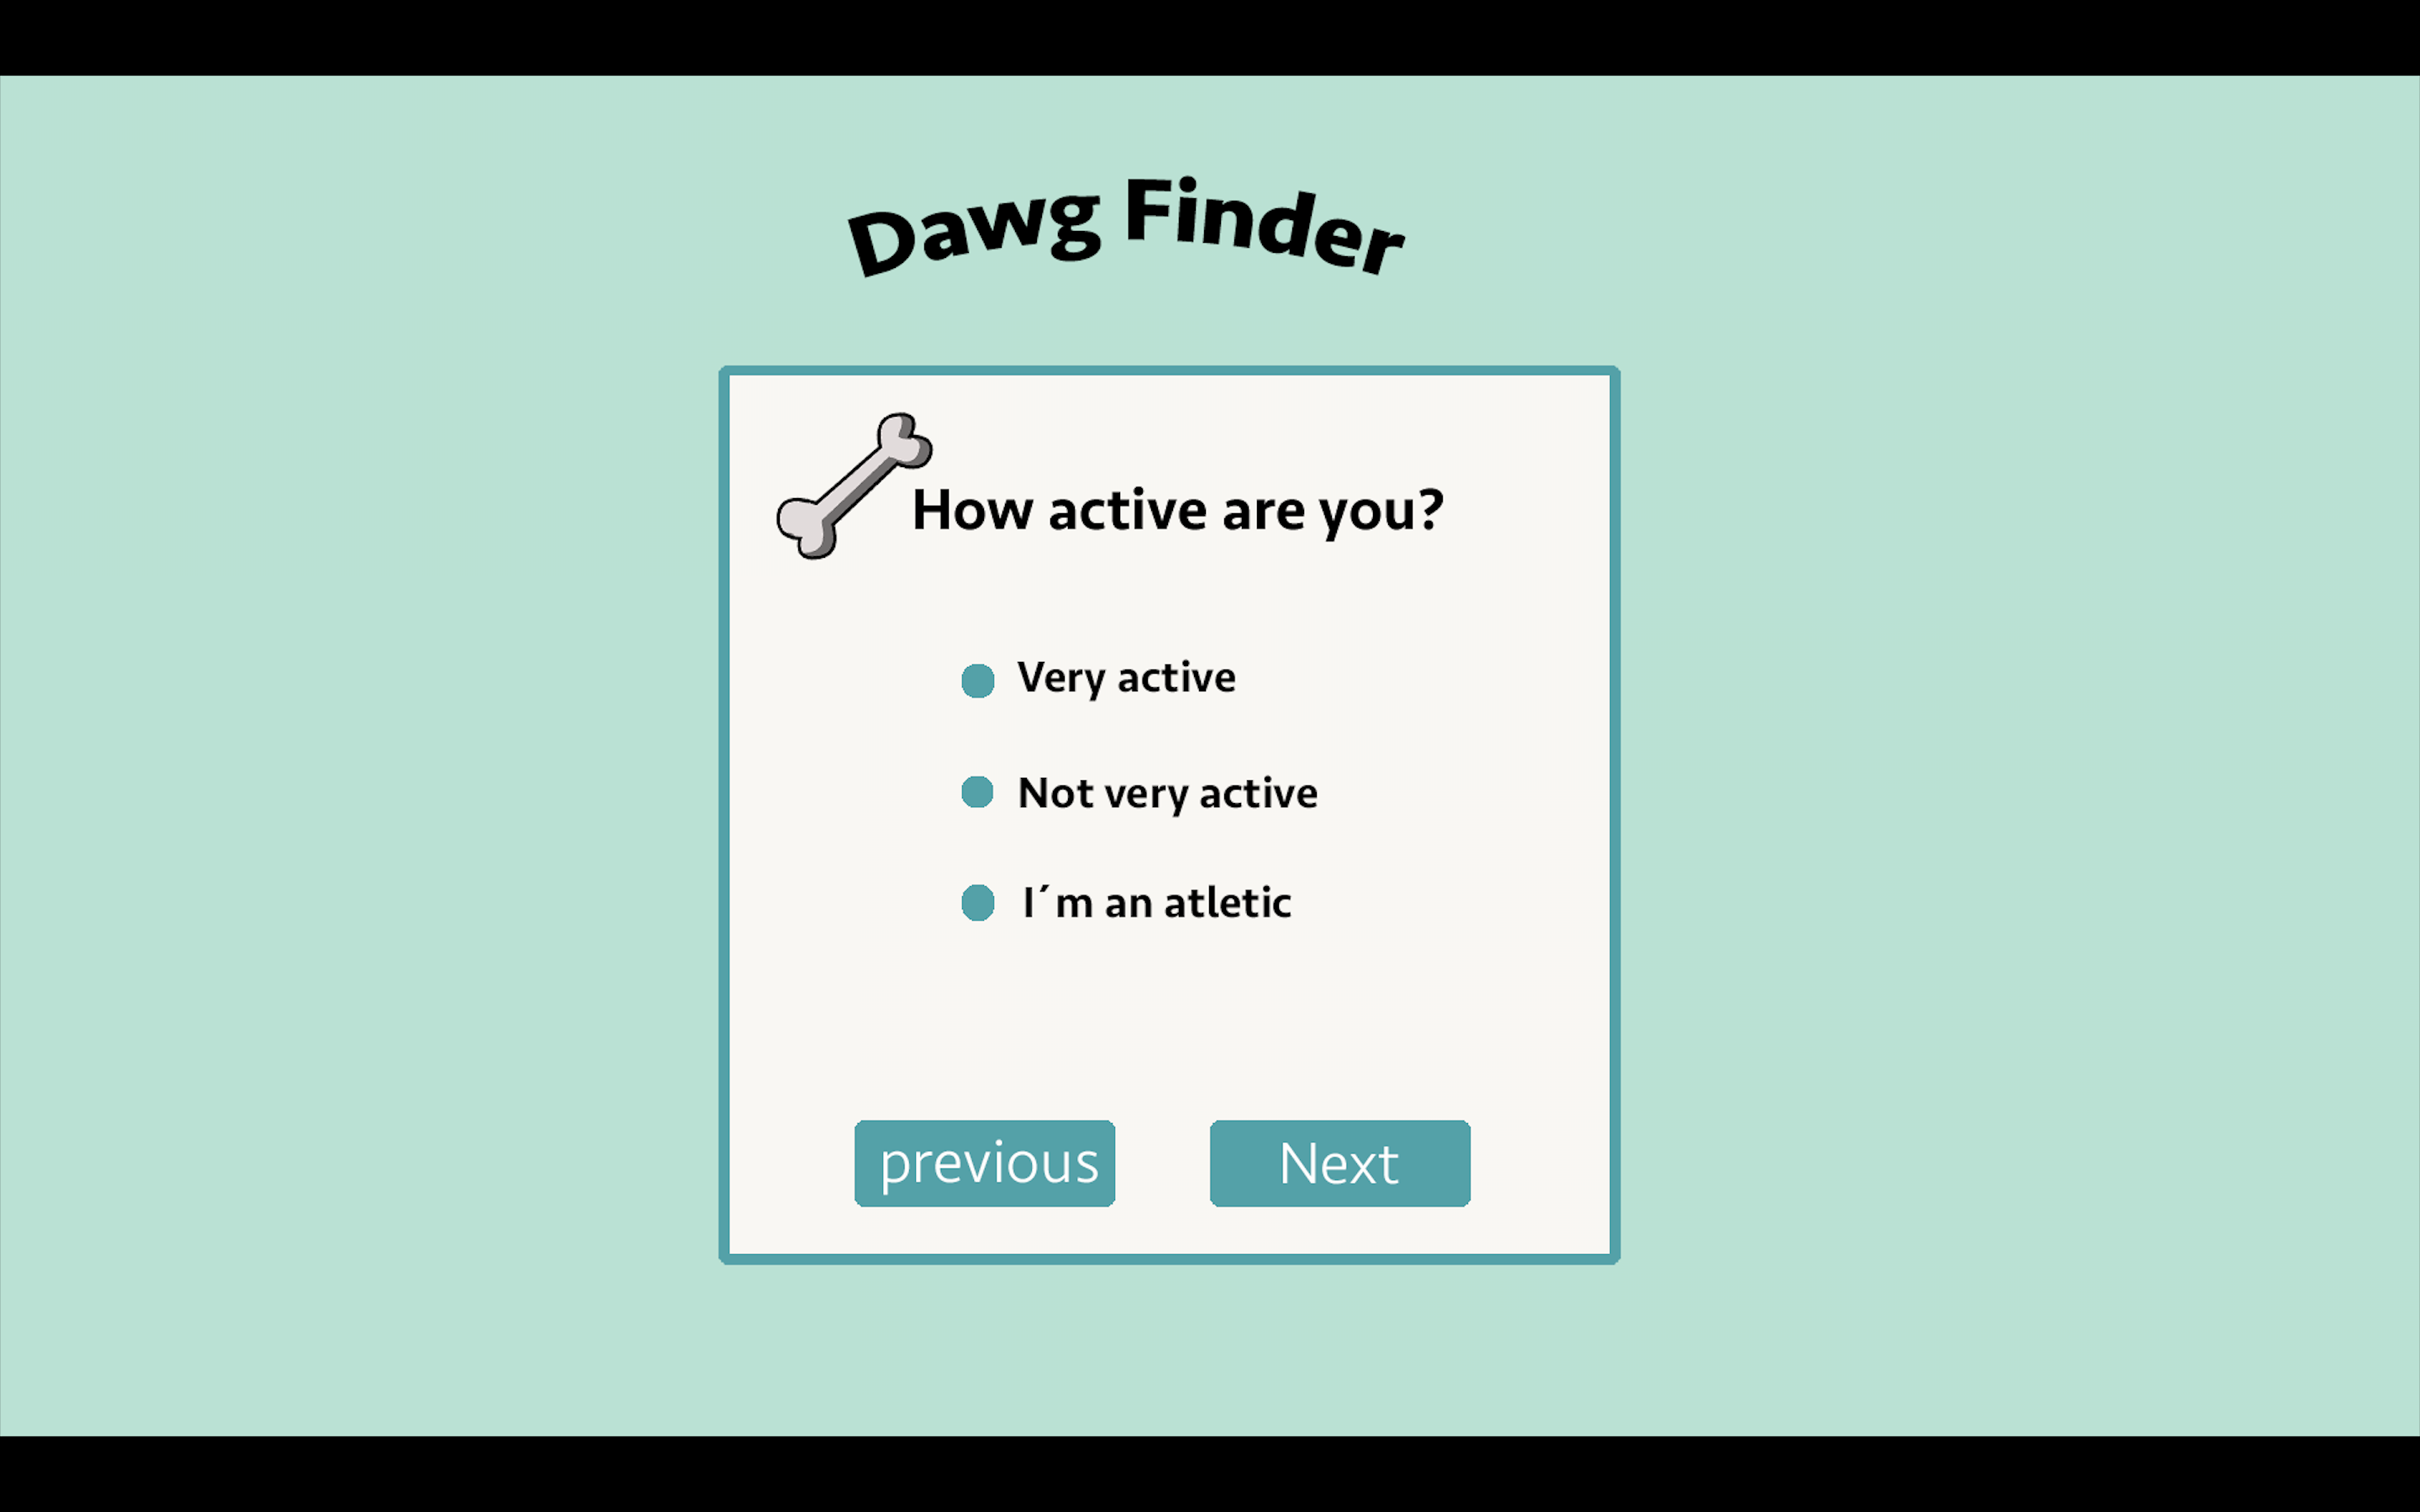 Dawg Finder
How active are you?
Very active
Not very active
I´m an atletic
previous
Next